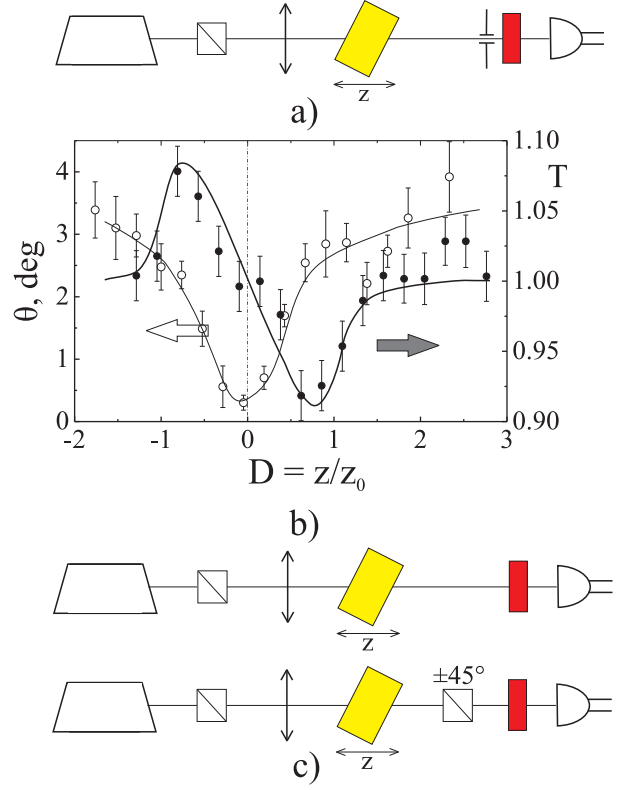 z
a)
4
3
2
1
0
θ, deg
1.10
1.05
1.00
0.95
0.90
T
-2 -1 0 1 2 3
D = z/z₀
b)
z
±45°
z
c)